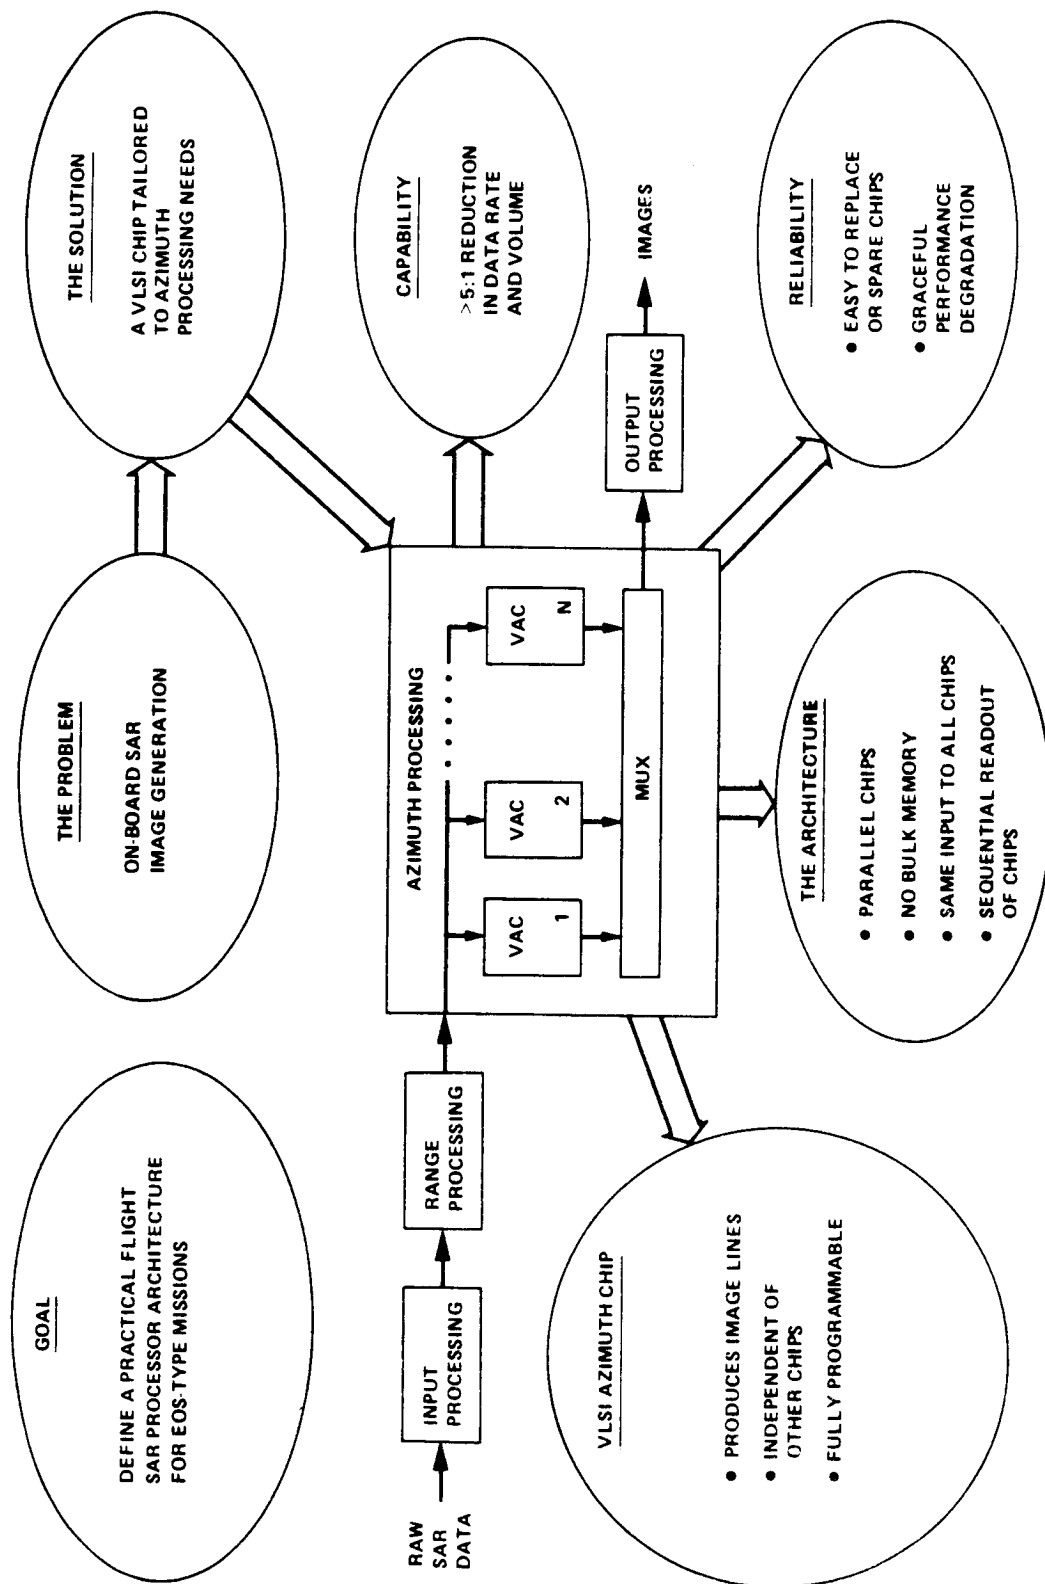 GOAL
DEFINE A PRACTICAL FLIGHT
SAR PROCESSOR ARCHITECTURE
FOR EOS-TYPE MISSIONS
THE PROBLEM
ON-BOARD SAR
IMAGE GENERATION
THE SOLUTION
A VLSI CHIP TAILORED
TO AZIMUTH
PROCESSING NEEDS
RAW
SAR
DATA
INPUT
PROCESSING
RANGE
PROCESSING
AZIMUTH PROCESSING
VAC
1
VAC
2
VAC
N
MUX
OUTPUT
PROCESSING
IMAGES
CAPABILITY
>5:1 REDUCTION
IN DATA RATE
AND VOLUME
VLSI AZIMUTH CHIP
• PRODUCES IMAGE LINES
• INDEPENDENT OF
OTHER CHIPS
• FULLY PROGRAMMABLE
THE ARCHITECTURE
• PARALLEL CHIPS
• NO BULK MEMORY
• SAME INPUT TO ALL CHIPS
• SEQUENTIAL READOUT
OF CHIPS
RELIABILITY
• EASY TO REPLACE
OR SPARE CHIPS
• GRACEFUL
PERFORMANCE
DEGRADATION